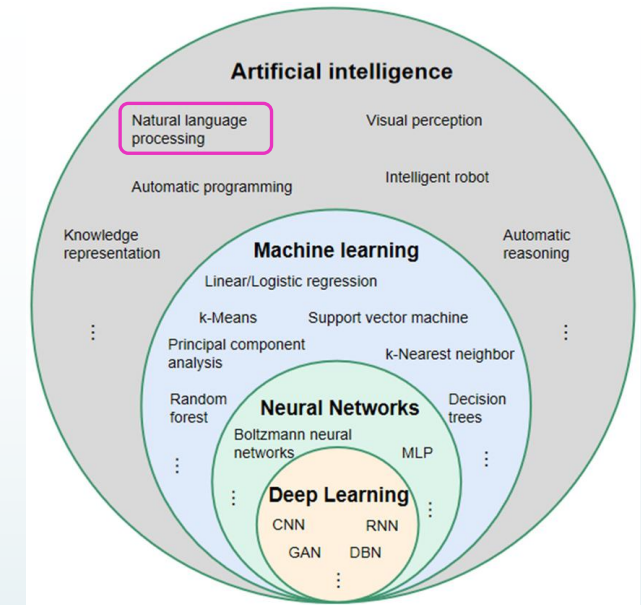 Artificial intelligence
Natural language
processing
Visual perception
Automatic programming
Intelligent robot
Knowledge
representation
Automatic
reasoning
⋮
⋮
Machine learning
Linear/Logistic regression
k-Means
Support vector machine
Principal component
analysis
k-Nearest neighbor
Random
forest
Decision
trees
⋮
⋮
Neural Networks
Boltzmann neural
networks
MLP
⋮
⋮
Deep Learning
CNN
RNN
GAN
DBN
⋮